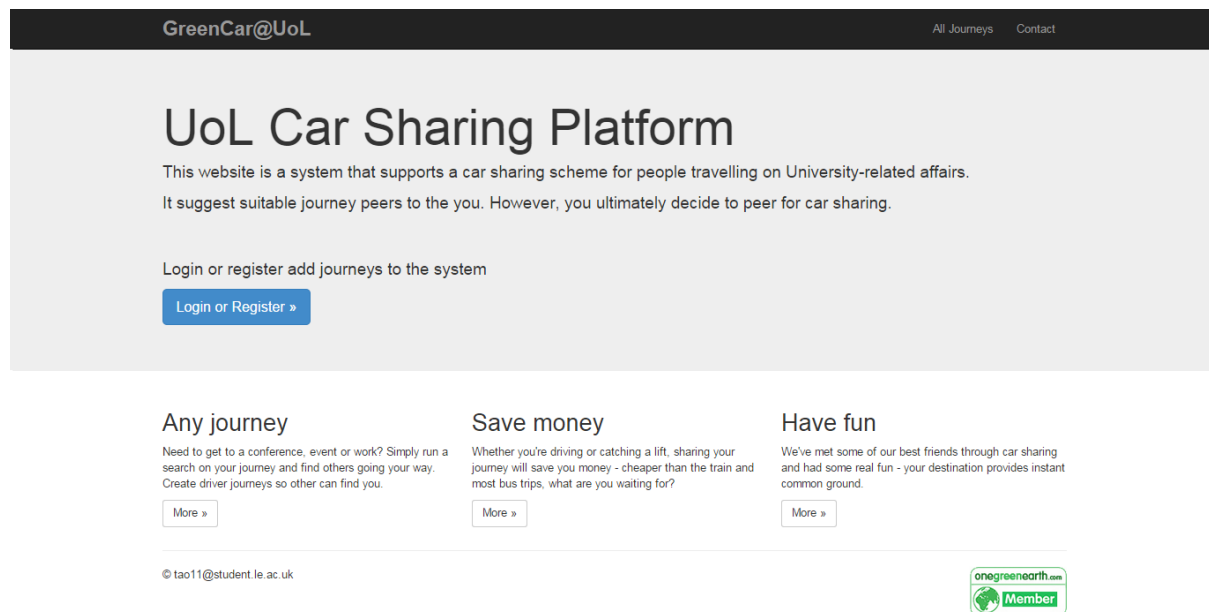 GreenCar@UoL
All Journeys Contact
UoL Car Sharing Platform
This website is a system that supports a car sharing scheme for people travelling on University-related affairs.
It suggest suitable journey peers to the you. However, you ultimately decide to peer for car sharing.
Login or register add journeys to the system
Login or Register »
Any journey
Need to get to a conference, event or work? Simply run a
search on your journey and find others going your way.
Create driver journeys so other can find you.
More »
Save money
Whether you're driving or catching a lift, sharing your
journey will save you money - cheaper than the train and
most bus trips, what are you waiting for?
More »
Have fun
We've met some of our best friends through car sharing
and had some real fun - your destination provides instant
common ground.
More »
© tao11@student.le.ac.uk
onegreenearth.com
Member